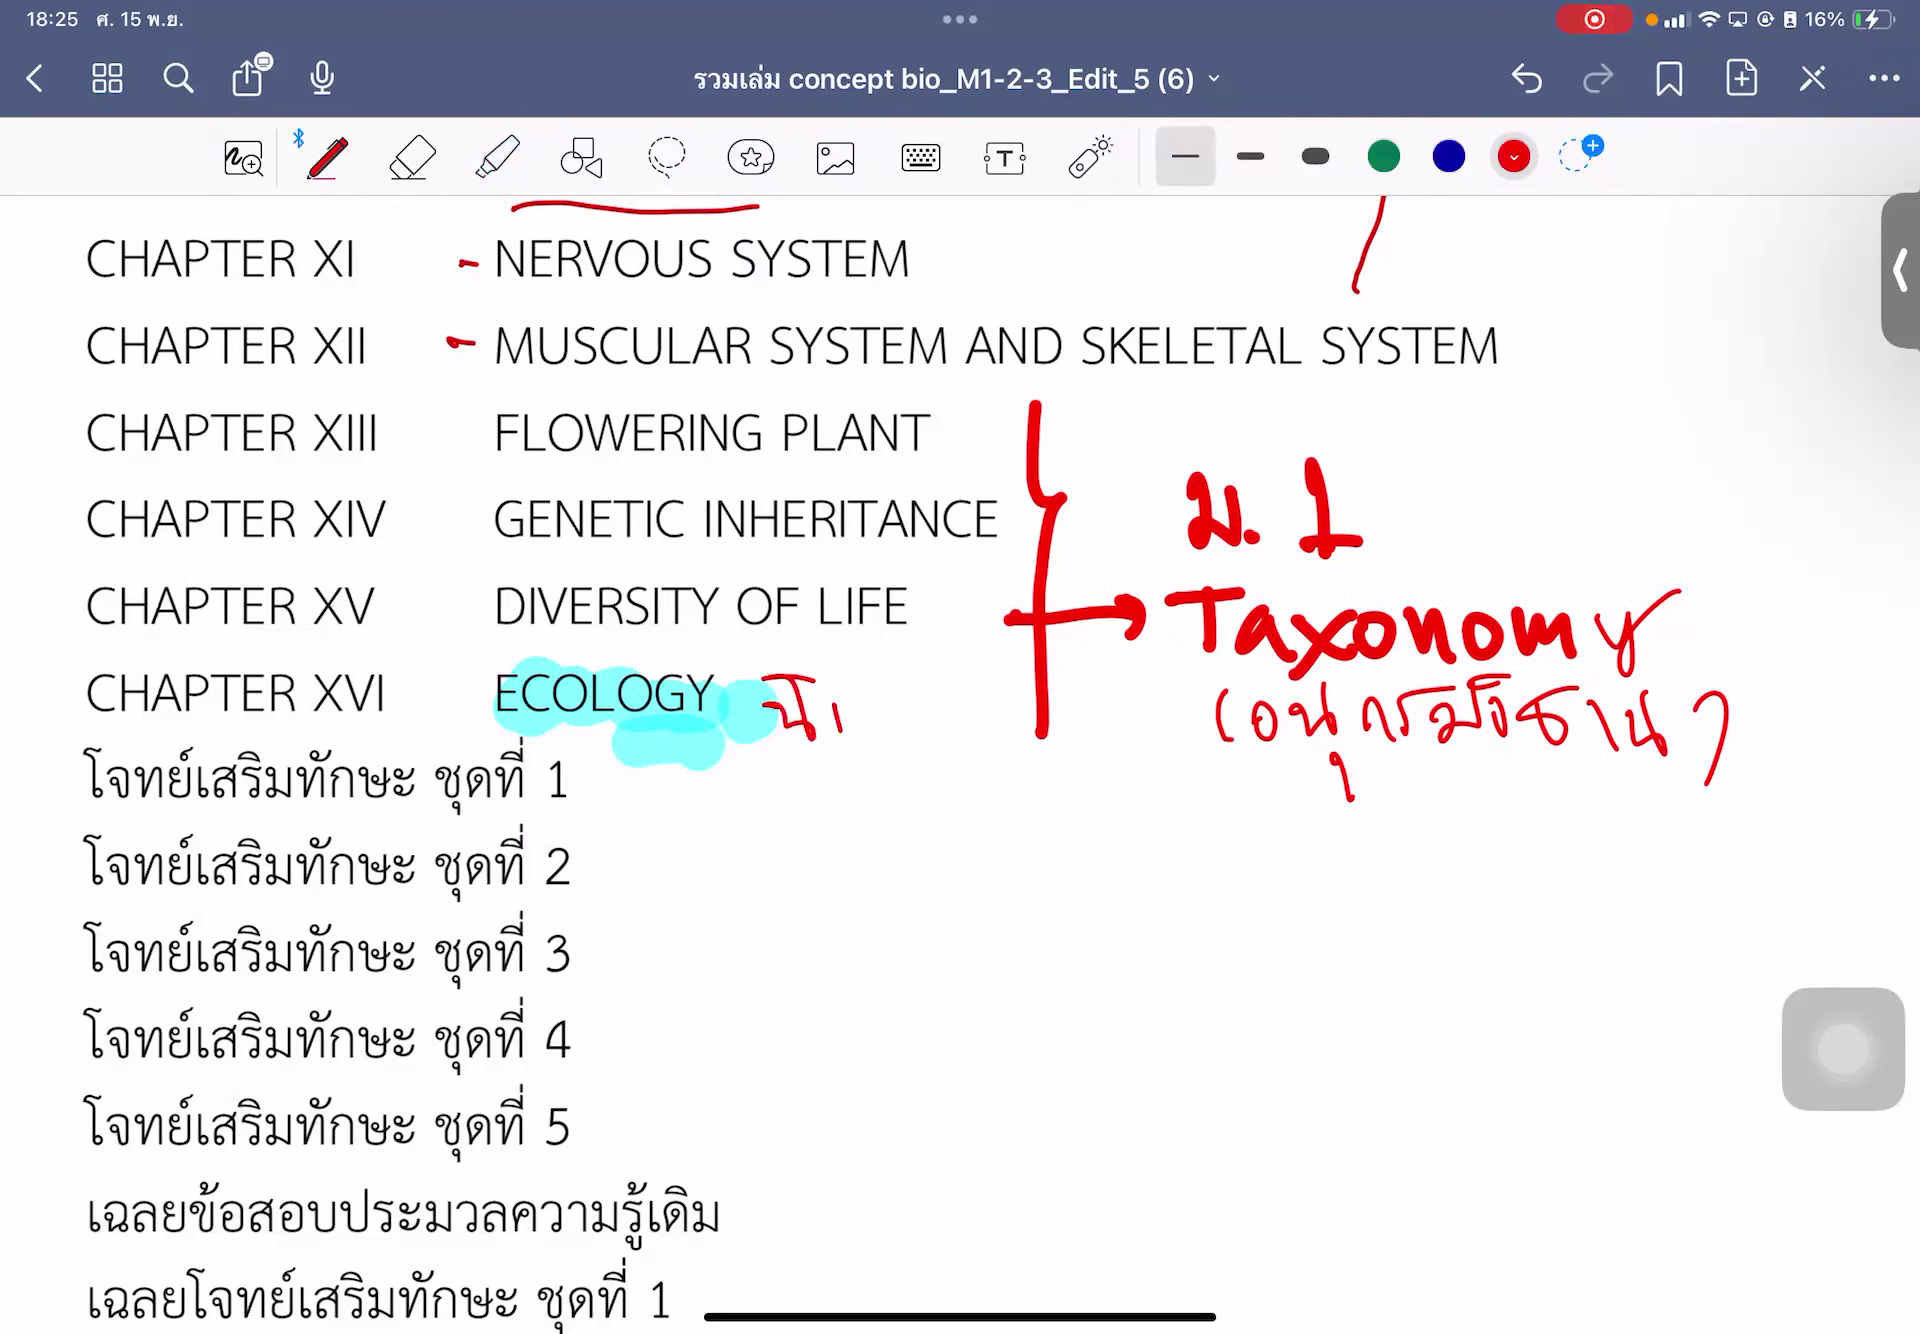 18:25 ศ. 15 พ.ย.
16%
รวมเล่ม concept bio_M1-2-3_Edit_5 (6)
CHAPTER XI - NERVOUS SYSTEM
CHAPTER XII - MUSCULAR SYSTEM AND SKELETAL SYSTEM
CHAPTER XIII FLOWERING PLANT
CHAPTER XIV GENETIC INHERITANCE
ม. 1
CHAPTER XV DIVERSITY OF LIFE
Taxonomy
CHAPTER XVI ECOLOGY นิเ
(อนุกรมวิธาน)
โจทย์เสริมทักษะ ชุดที่ 1
โจทย์เสริมทักษะ ชุดที่ 2
โจทย์เสริมทักษะ ชุดที่ 3
โจทย์เสริมทักษะ ชุดที่ 4
โจทย์เสริมทักษะ ชุดที่ 5
เฉลยข้อสอบประมวลความรู้เดิม
เฉลยโจทย์เสริมทักษะ ชุดที่ 1